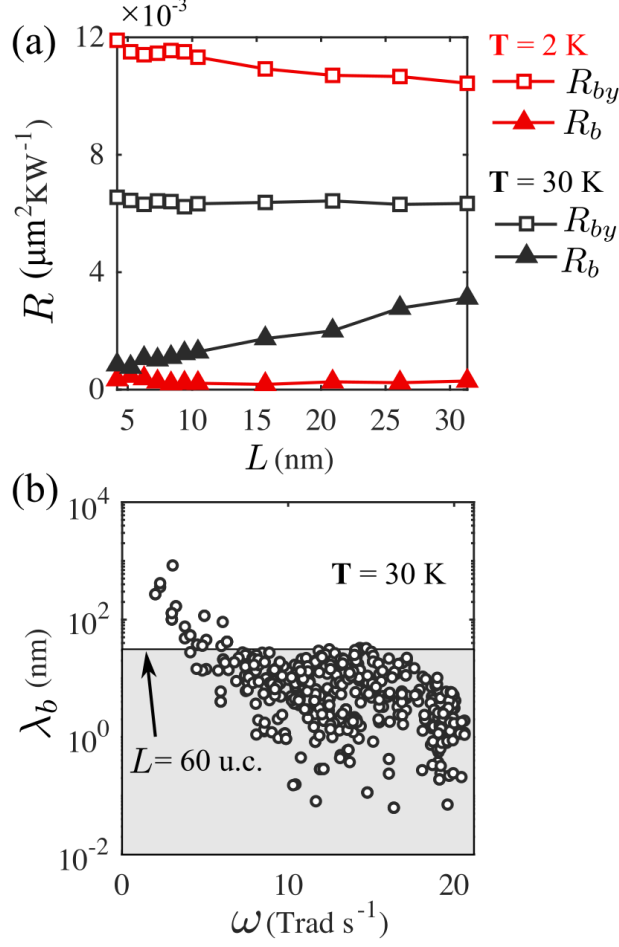 (a)
×10⁻³
12
8
4
0
R (μm²KW⁻¹)
5 10 15 20 25 30
L (nm)
T = 2 K
R_by
R_b
T = 30 K
R_by
R_b
(b)
10⁴
10²
10⁰
10⁻²
λ_b (nm)
T = 30 K
L= 60 u.c.
0 10 20
ω (Trad s⁻¹)